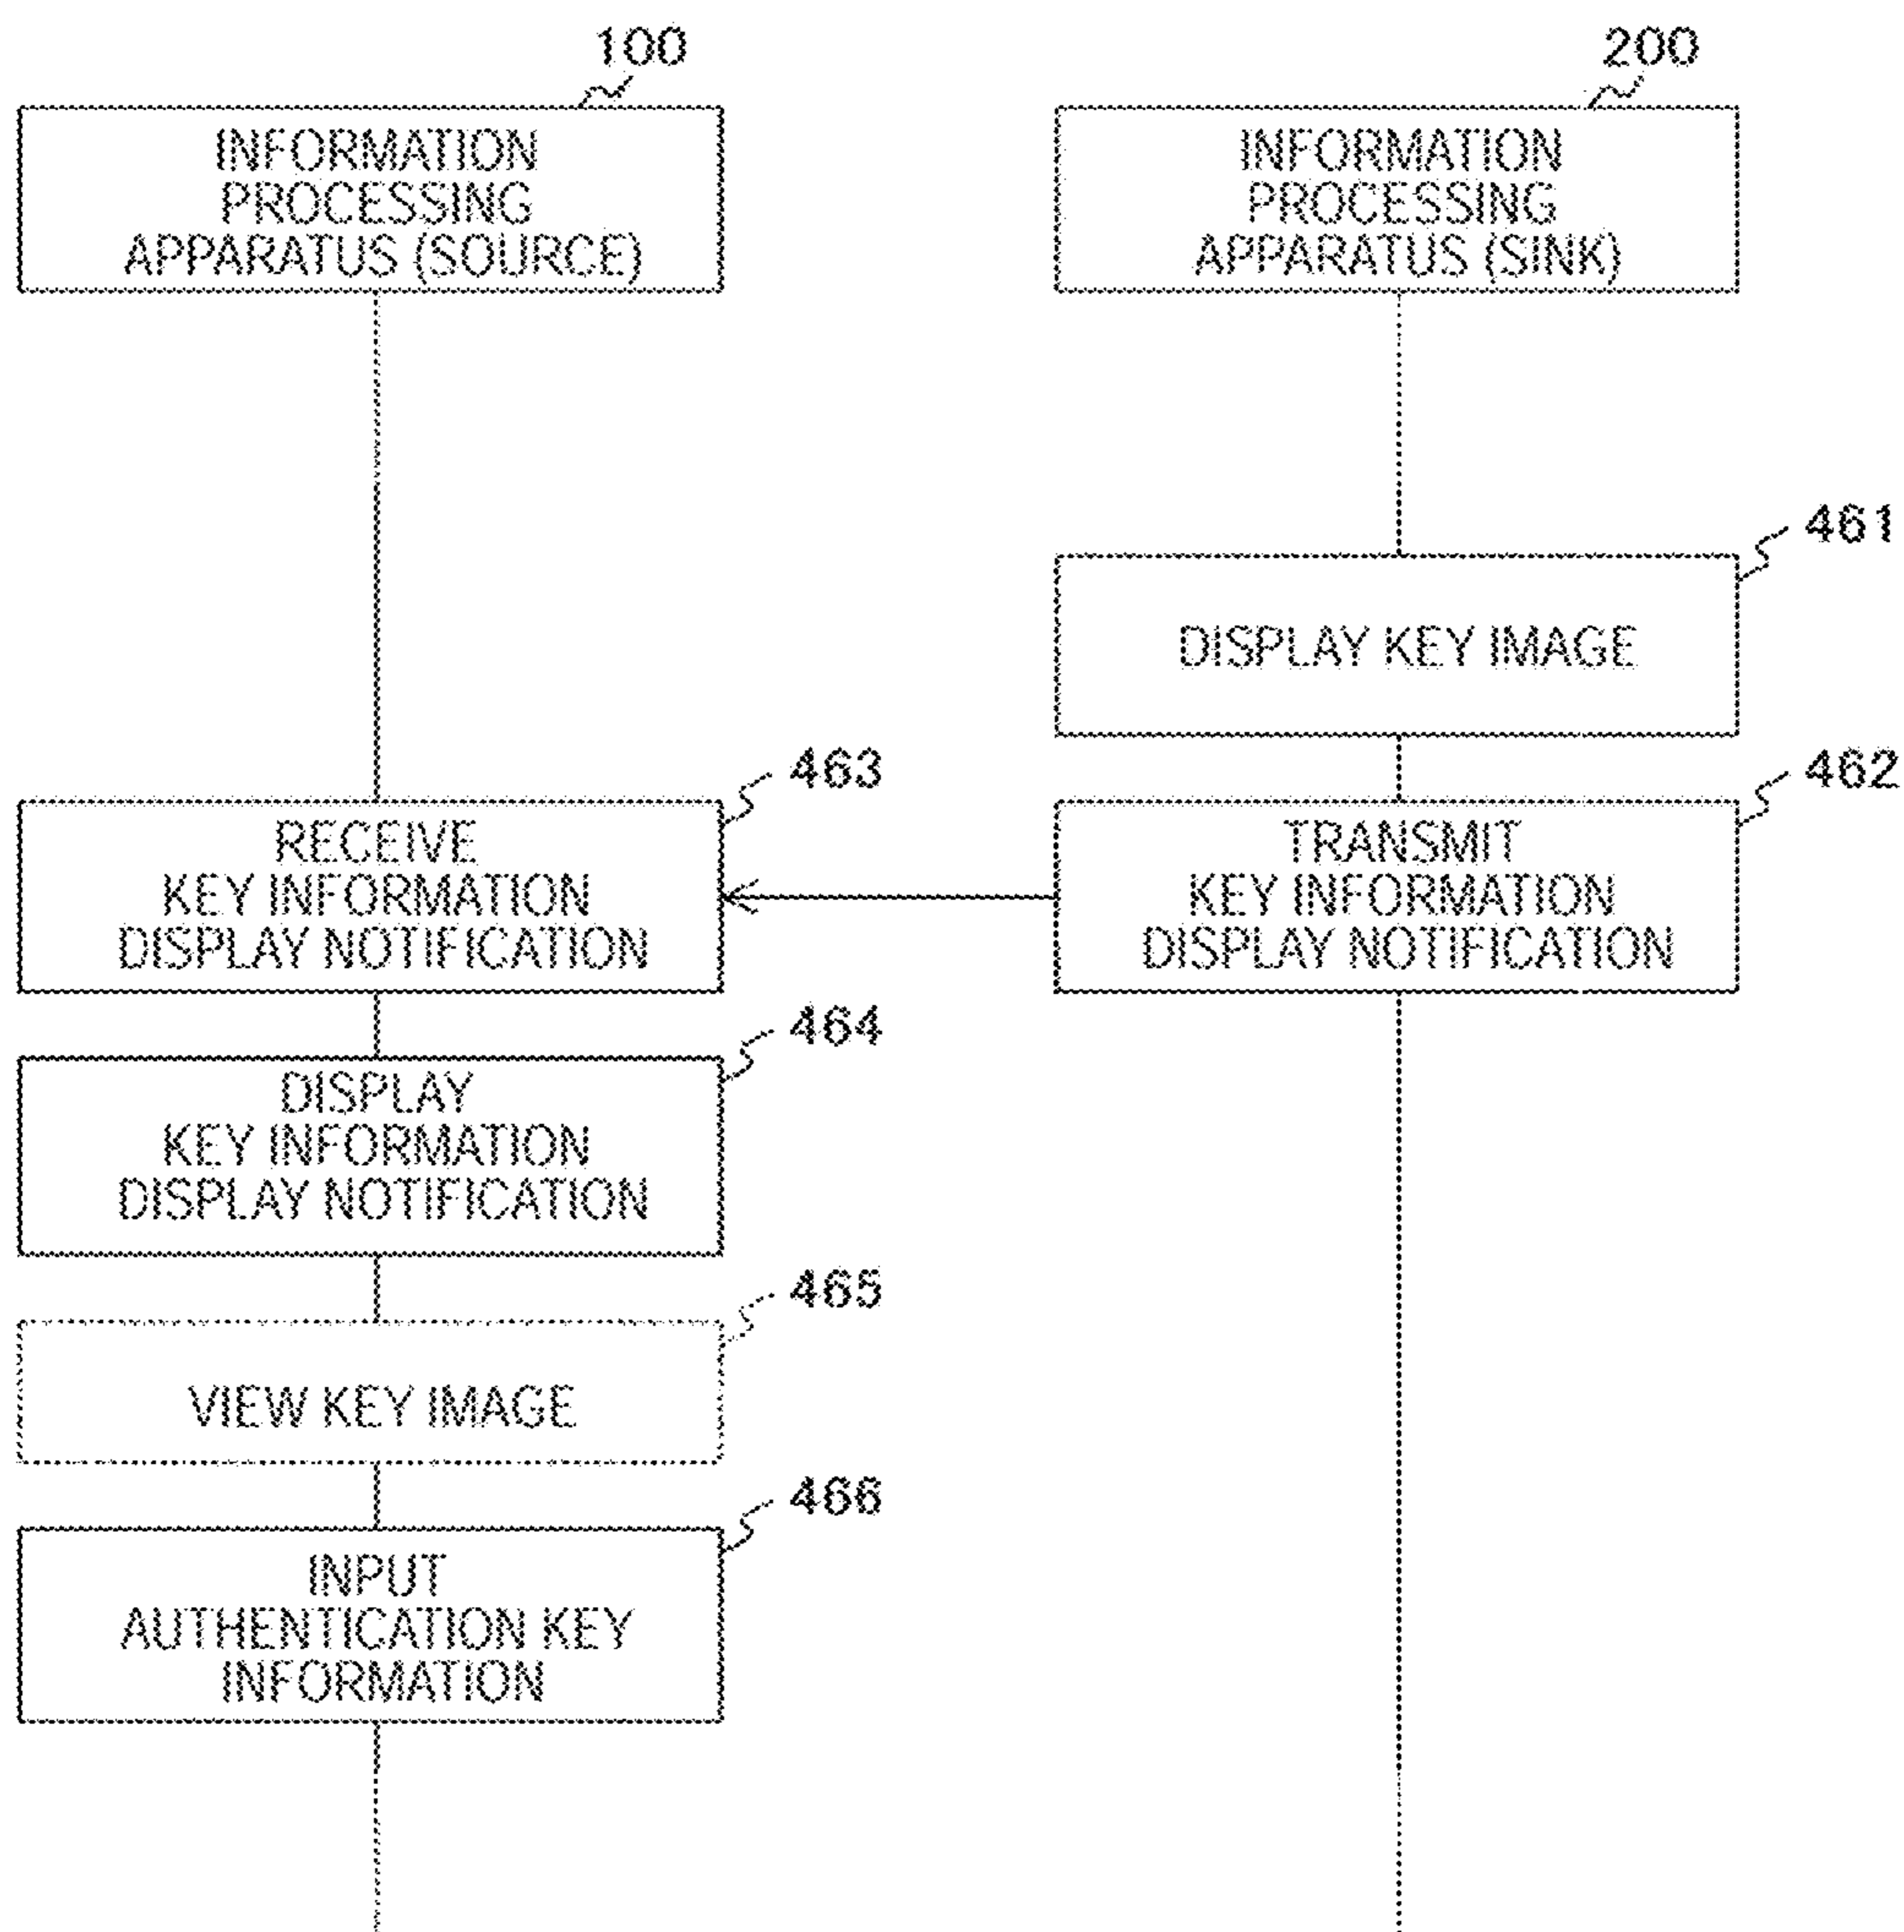 100
INFORMATION
PROCESSING
APPARATUS (SOURCE)
200
INFORMATION
PROCESSING
APPARATUS (SINK)
461
DISPLAY KEY IMAGE
463
RECEIVE
KEY INFORMATION
DISPLAY NOTIFICATION
462
TRANSMIT
KEY INFORMATION
DISPLAY NOTIFICATION
464
DISPLAY
KEY INFORMATION
DISPLAY NOTIFICATION
465
VIEW KEY IMAGE
466
INPUT
AUTHENTICATION KEY
INFORMATION